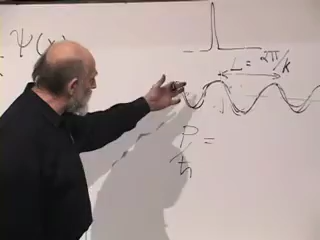 ψ(x
L = 2π/k
P/ħ =